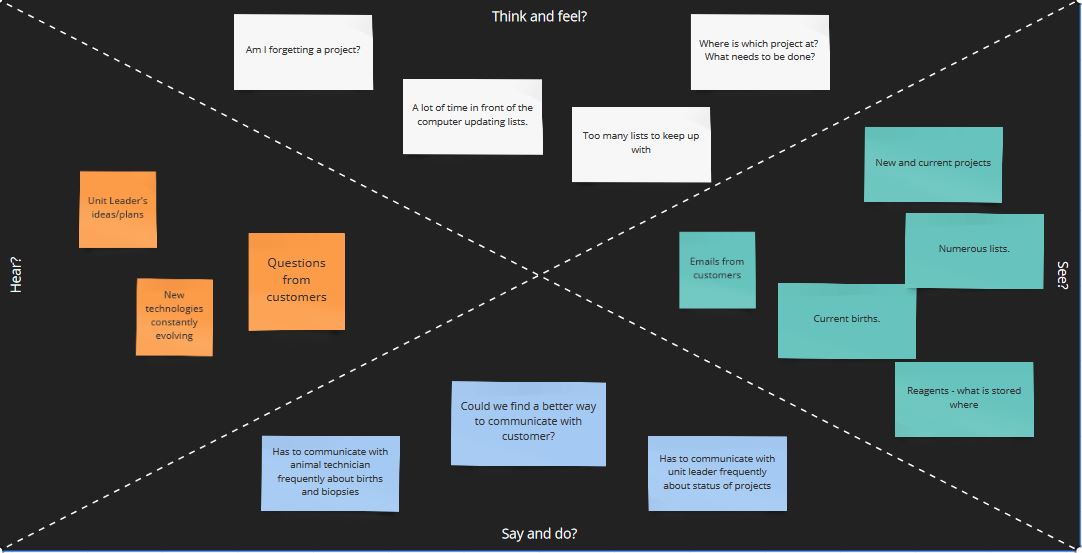 Think and feel?
Am I forgetting a project?
Where is which project at?
What needs to be done?
A lot of time in front of the
computer updating lists.
Too many lists to keep up
with
Hear?
Unit Leader's
ideas/plans
Questions
from
customers
New
technologies
constantly
evolving
See?
New and current projects
Numerous lists.
Emails from
customers
Current births.
Reagents - what is stored
where
Could we find a better way
to communicate with
customer?
Has to communicate with
animal technician
frequently about births
and biopsies
Has to communicate with
unit leader frequently
about status of projects
Say and do?